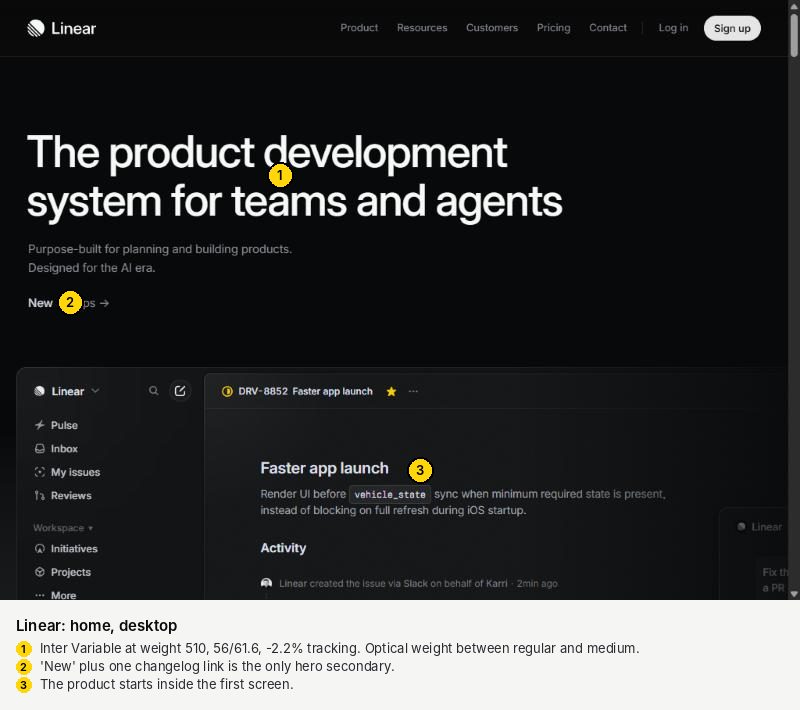 Linear Product Resources Customers Pricing Contact Log in Sign up
The product development
system for teams and agents
Purpose-built for planning and building products.
Designed for the AI era.
New 2 ps →
1
Linear
DRV-8852 Faster app launch ★ ···
Pulse
Inbox
My issues
Reviews
Workspace
Initiatives
Projects
More
Faster app launch 3
Render UI before vehicle_state sync when minimum required state is present,
instead of blocking on full refresh during iOS startup.
Activity
Linear created the issue via Slack on behalf of Karri · 2min ago
Linear
Fix
a PR
Linear: home, desktop
1 Inter Variable at weight 510, 56/61.6, -2.2% tracking. Optical weight between regular and medium.
2 'New' plus one changelog link is the only hero secondary.
3 The product starts inside the first screen.